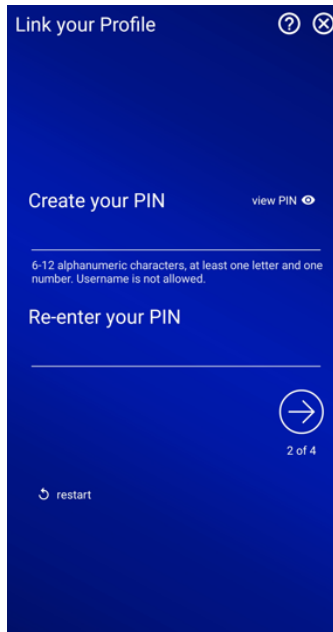 Link your Profile
Create your PIN
view PIN
6-12 alphanumeric characters, at least one letter and one
number. Username is not allowed.
Re-enter your PIN
2 of 4
restart